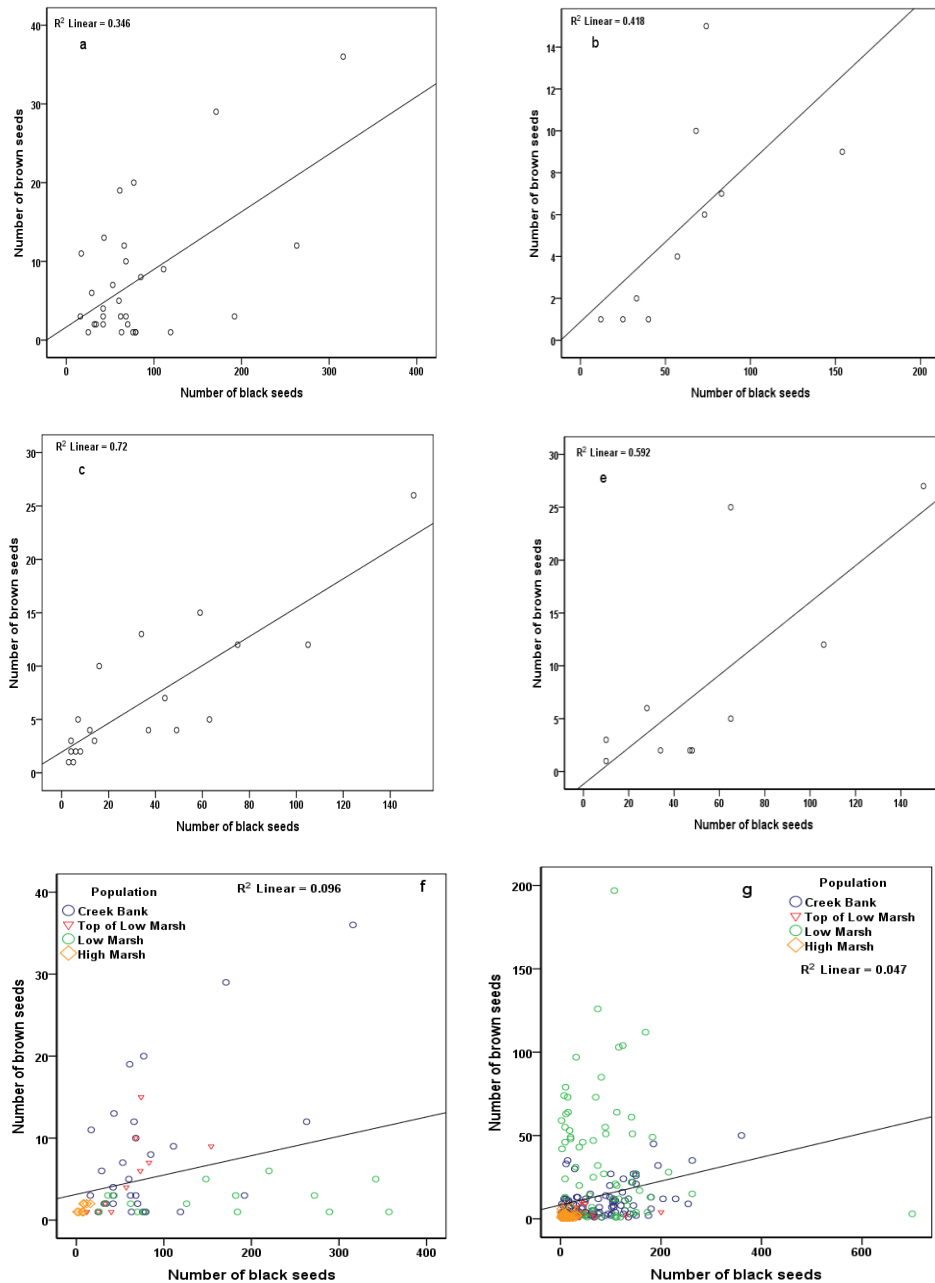 R² Linear = 0.346
a
40
30
20
10
0
Number of brown seeds
0 100 200 300 400
Number of black seeds
R² Linear = 0.418
b
14
12
10
8
6
4
2
0
Number of brown seeds
0 50 100 150 200
Number of black seeds
R² Linear = 0.72
c
30
25
20
15
10
5
0
Number of brown seeds
0 20 40 60 80 100 120 140
Number of black seeds
R² Linear = 0.592
e
30
25
20
15
10
5
0
Number of brown seeds
0 20 40 60 80 100 120 140
Number of black seeds
R² Linear = 0.096
f
Population
Creek Bank
Top of Low Marsh
Low Marsh
High Marsh
40
30
20
10
0
Number of brown seeds
0 100 200 300 400
Number of black seeds
g
Population
Creek Bank
Top of Low Marsh
Low Marsh
High Marsh
R² Linear = 0.047
200
150
100
50
0
Number of brown seeds
0 200 400 600
Number of black seeds